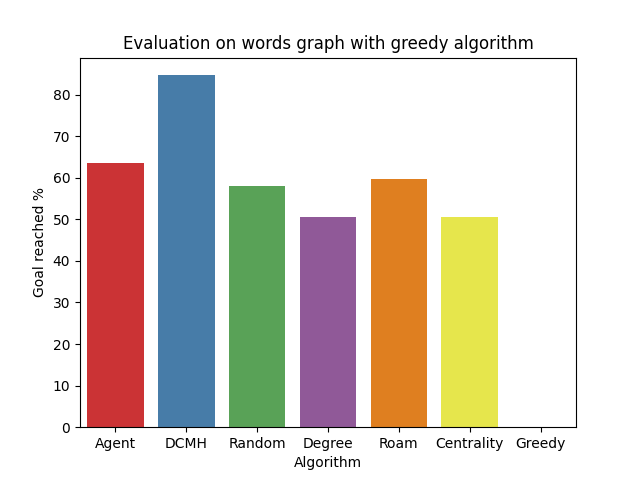 Evaluation on words graph with greedy algorithm
Goal reached %
80
70
60
50
40
30
20
10
0
Agent DCMH Random Degree Roam Centrality Greedy
Algorithm